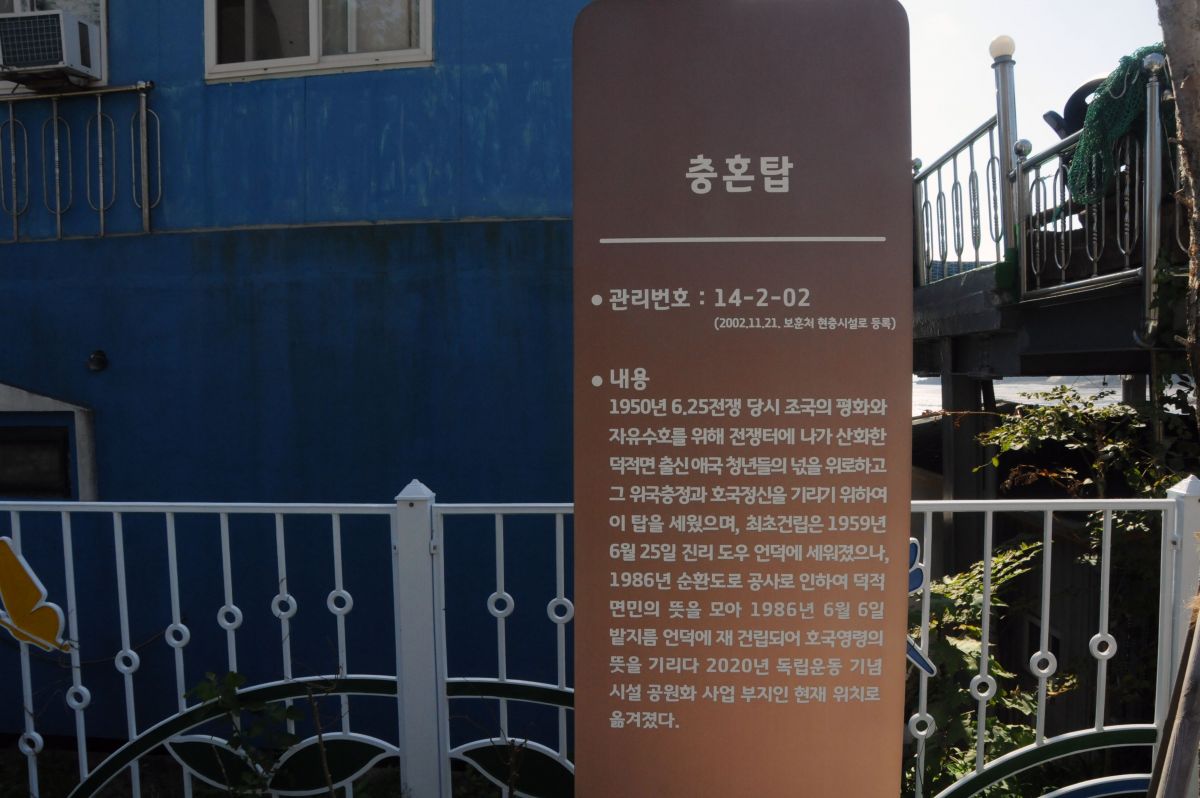 충혼탑
● 관리번호 : 14-2-02
(2002.11.21. 보훈처 현충시설로 등록)
● 내용
1950년 6.25전쟁 당시 조국의 평화와
자유수호를 위해 전쟁터에 나가 산화한
덕적면 출신 애국 청년들의 넋을 위로하고
그 위국충정과 호국정신을 기리기 위하여
이 탑을 세웠으며, 최초건립은 1959년
6월 25일 진리 도우 언덕에 세워졌으나,
1986년 순환도로 공사로 인하여 덕적
면민의 뜻을 모아 1986년 6월 6일
밭지름 언덕에 재 건립되어 호국영령의
뜻을 기리다 2020년 독립운동 기념
시설 공원화 사업 부지인 현재 위치로
옮겨졌다.